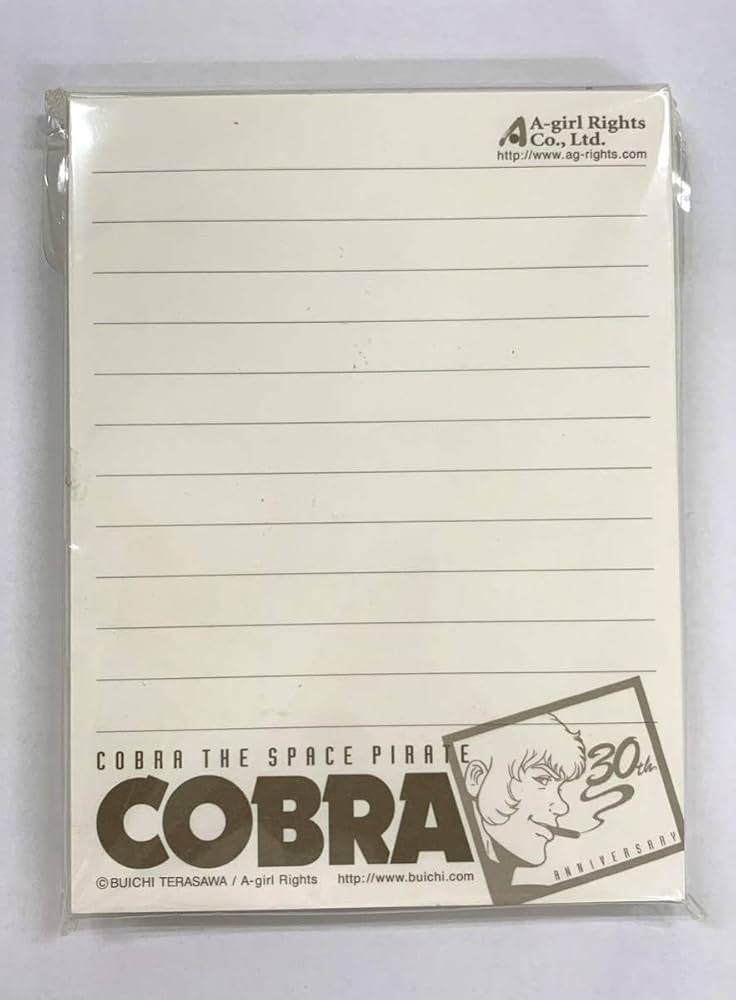 A-girl Rights
Co., Ltd.
http://www.ag-rights.com
COBRA THE SPACE PIRATE
COBRA
30th
ANNIVERSARY
©BUICHI TERASAWA / A-girl Rights http://www.buichi.com